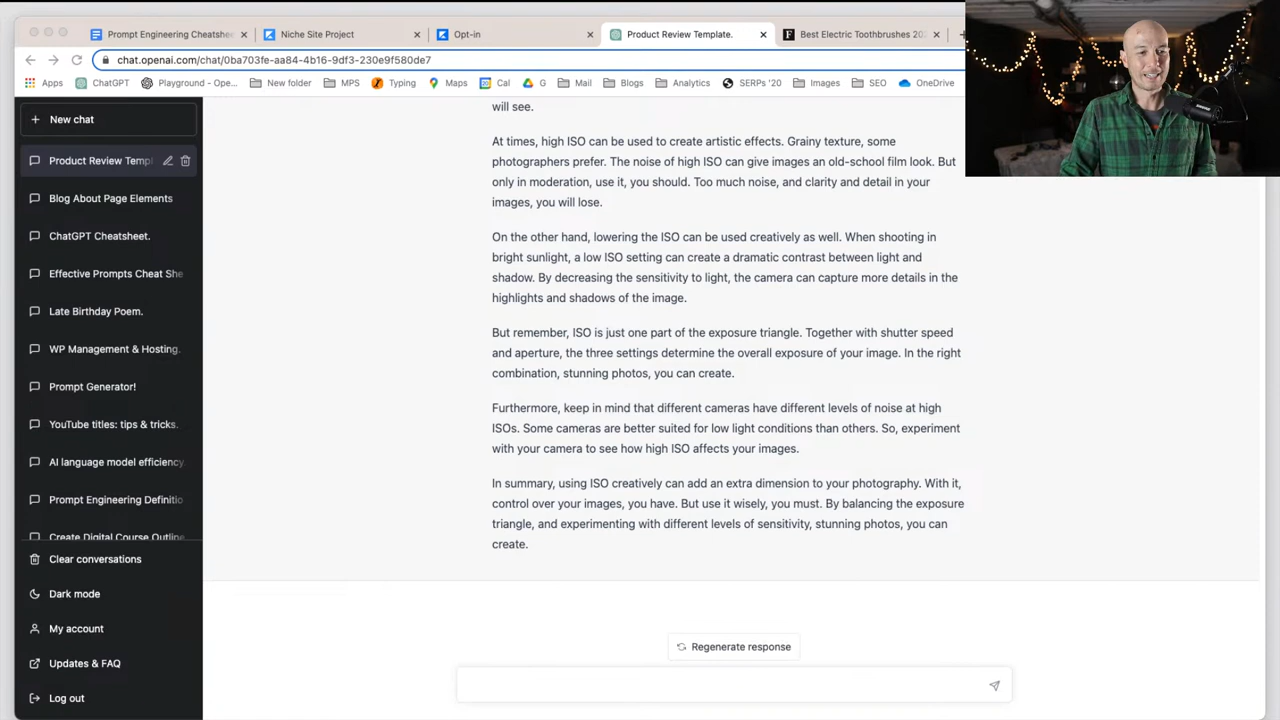 Prompt Engineering Cheatshee
Niche Site Project
Opt-in
Product Review Template.
Best Electric Toothbrushes 202
chat.openai.com/chat/0ba703fe-aa84-4b16-9df3-230e9f580de7
Apps
ChatGPT
Playground - Ope...
New folder
MPS
Typing
Maps
Cal
G
Mail
Blogs
Analytics
SERPs '20
Images
SEO
OneDrive
New chat
Product Review Templ
Blog About Page Elements
ChatGPT Cheatsheet.
Effective Prompts Cheat She
Late Birthday Poem.
WP Management & Hosting.
Prompt Generator!
YouTube titles: tips & tricks.
AI language model efficiency.
Prompt Engineering Definitio
Create Digital Course Outline
Clear conversations
Dark mode
My account
Updates & FAQ
Log out
will see.
At times, high ISO can be used to create artistic effects. Grainy texture, some
photographers prefer. The noise of high ISO can give images an old-school film look. But
only in moderation, use it, you should. Too much noise, and clarity and detail in your
images, you will lose.
On the other hand, lowering the ISO can be used creatively as well. When shooting in
bright sunlight, a low ISO setting can create a dramatic contrast between light and
shadow. By decreasing the sensitivity to light, the camera can capture more details in the
highlights and shadows of the image.
But remember, ISO is just one part of the exposure triangle. Together with shutter speed
and aperture, the three settings determine the overall exposure of your image. In the right
combination, stunning photos, you can create.
Furthermore, keep in mind that different cameras have different levels of noise at high
ISOs. Some cameras are better suited for low light conditions than others. So, experiment
with your camera to see how high ISO affects your images.
In summary, using ISO creatively can add an extra dimension to your photography. With it,
control over your images, you have. But use it wisely, you must. By balancing the exposure
triangle, and experimenting with different levels of sensitivity, stunning photos, you can
create.
Regenerate response